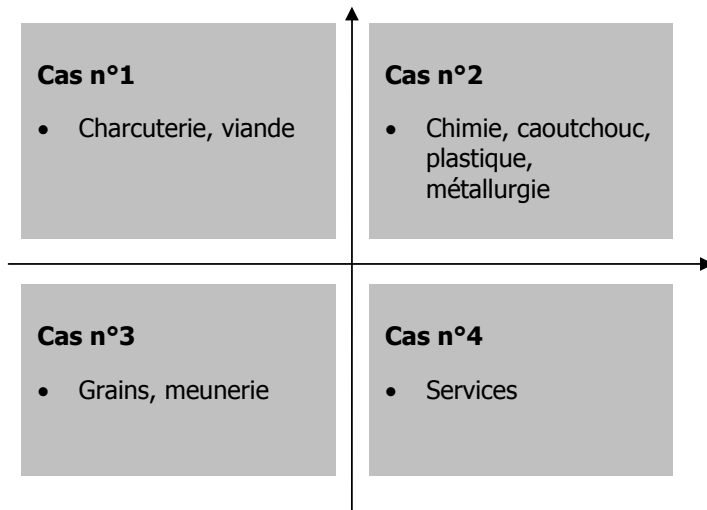 Cas n°1
• Charcuterie, viande
Cas n°2
• Chimie, caoutchouc,
plastique,
métallurgie
Cas n°3
• Grains, meunerie
Cas n°4
• Services